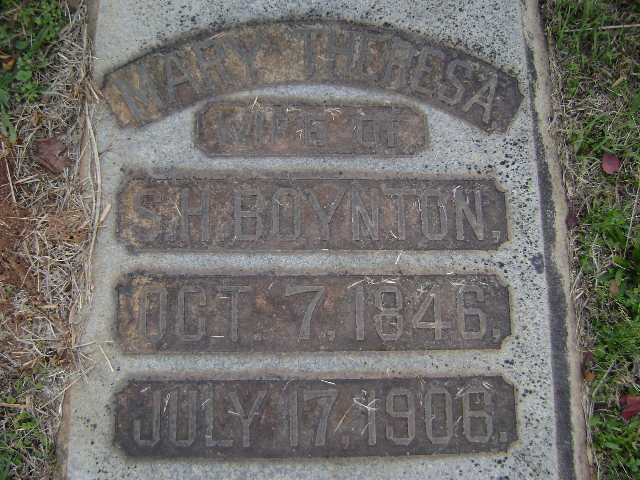 MARY THERESA,
WIFE OF
S.H. BOYNTON,
OCT. 7, 1846.
JULY 17, 1906.